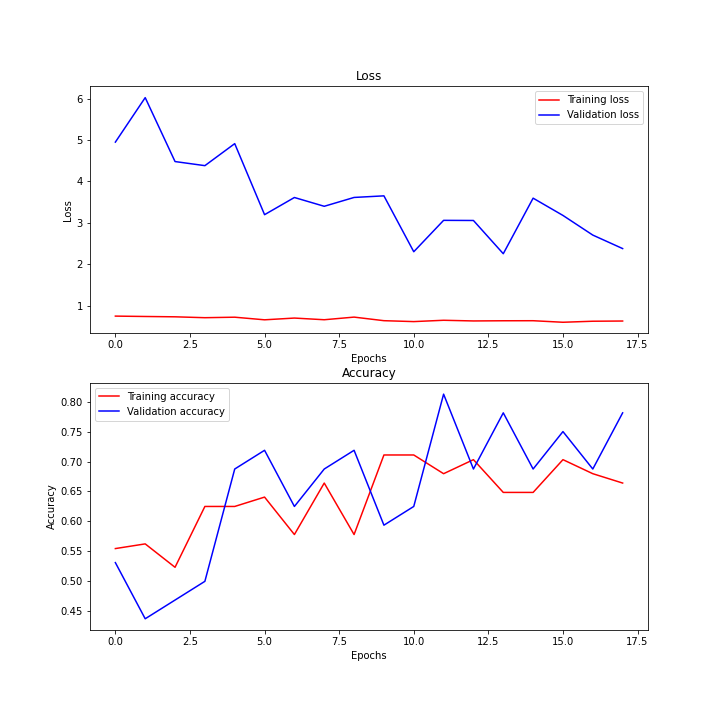 Loss
Training loss
Validation loss
6
5
4
3
2
1
Loss
0.0 2.5 5.0 7.5 10.0 12.5 15.0 17.5
Epochs
Accuracy
Training accuracy
Validation accuracy
0.80
0.75
0.70
0.65
0.60
0.55
0.50
0.45
Accuracy
0.0 2.5 5.0 7.5 10.0 12.5 15.0 17.5
Epochs